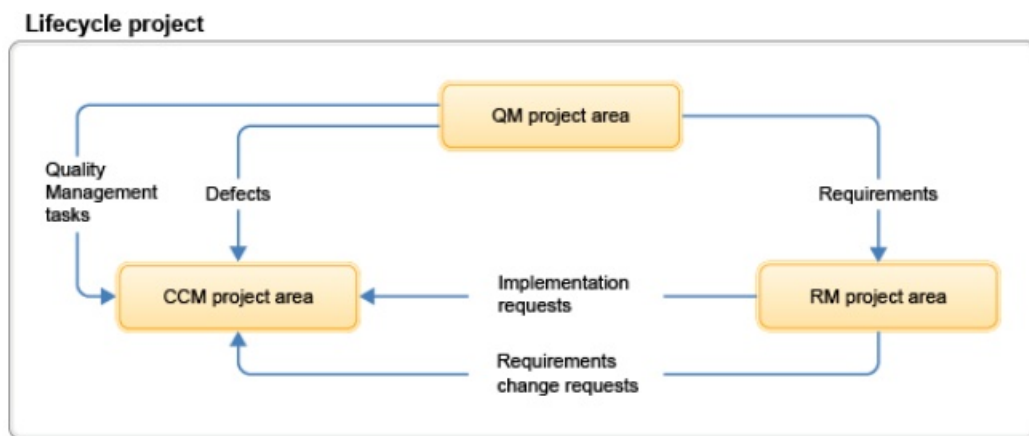 Lifecycle project
QM project area
Quality
Management
tasks
Defects
Requirements
CCM project area
Implementation
requests
RM project area
Requirements
change requests